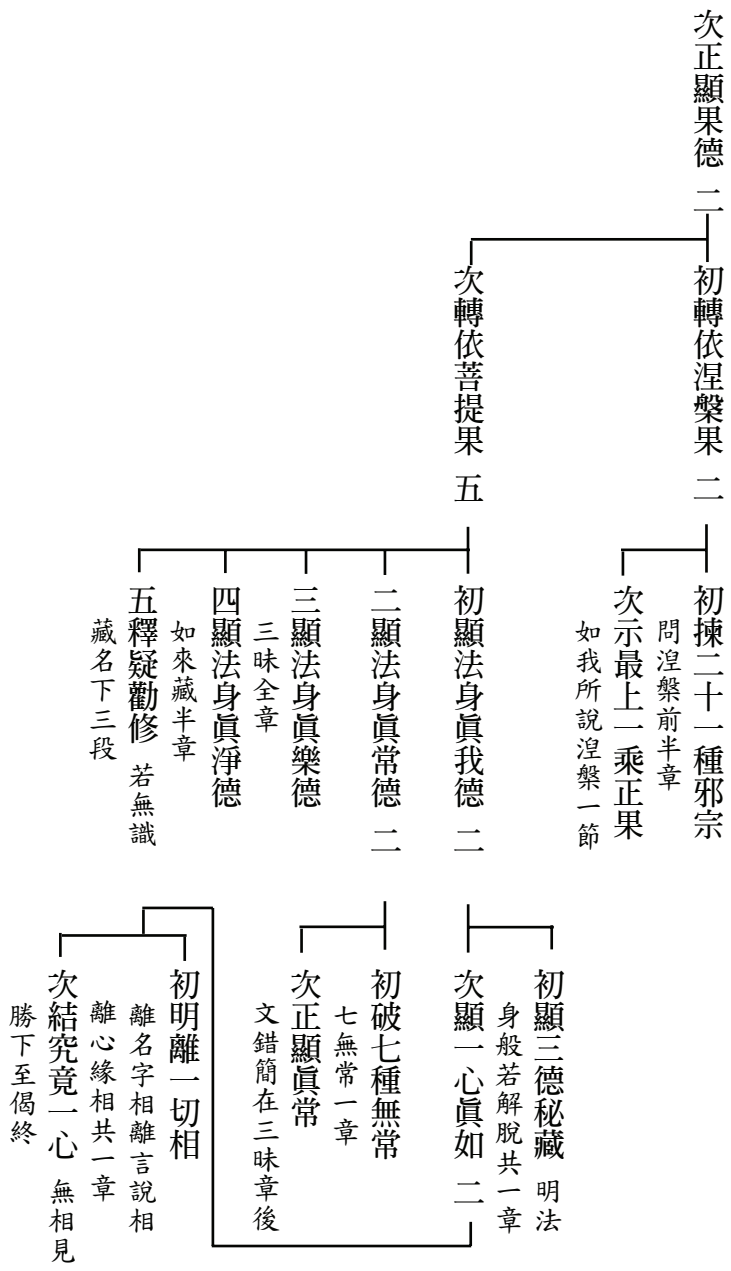 次正顯果德 二
初轉依涅槃果 二
次轉依菩提果 五
初揀二十一種邪宗
問涅槃前半章
次示最上一乘正果
如我所說涅槃一節
初顯法身眞我德 二
二顯法身眞常德 二
三顯法身眞樂德
三昧全章
四顯法身眞淨德
如來藏半章
五釋疑勸修 若無識
藏名下三段
初顯三德秘藏 明法
身般若解脫共一章
次顯一心眞如 二
初破七種無常
七無常一章
次正顯眞常
文錯簡在三昧章後
初明離一切相
離名字相離言說相
離心緣相共一章
次結究竟一心 無相見
勝下至偈終